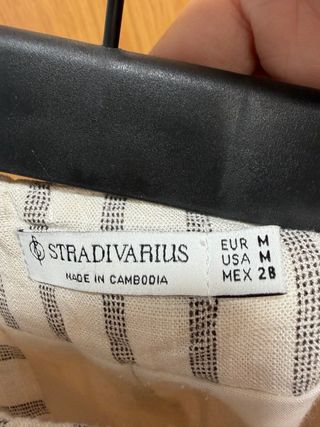 STRADIVARIUS
MADE IN CAMBODIA
EUR M
USA M
MEX 28